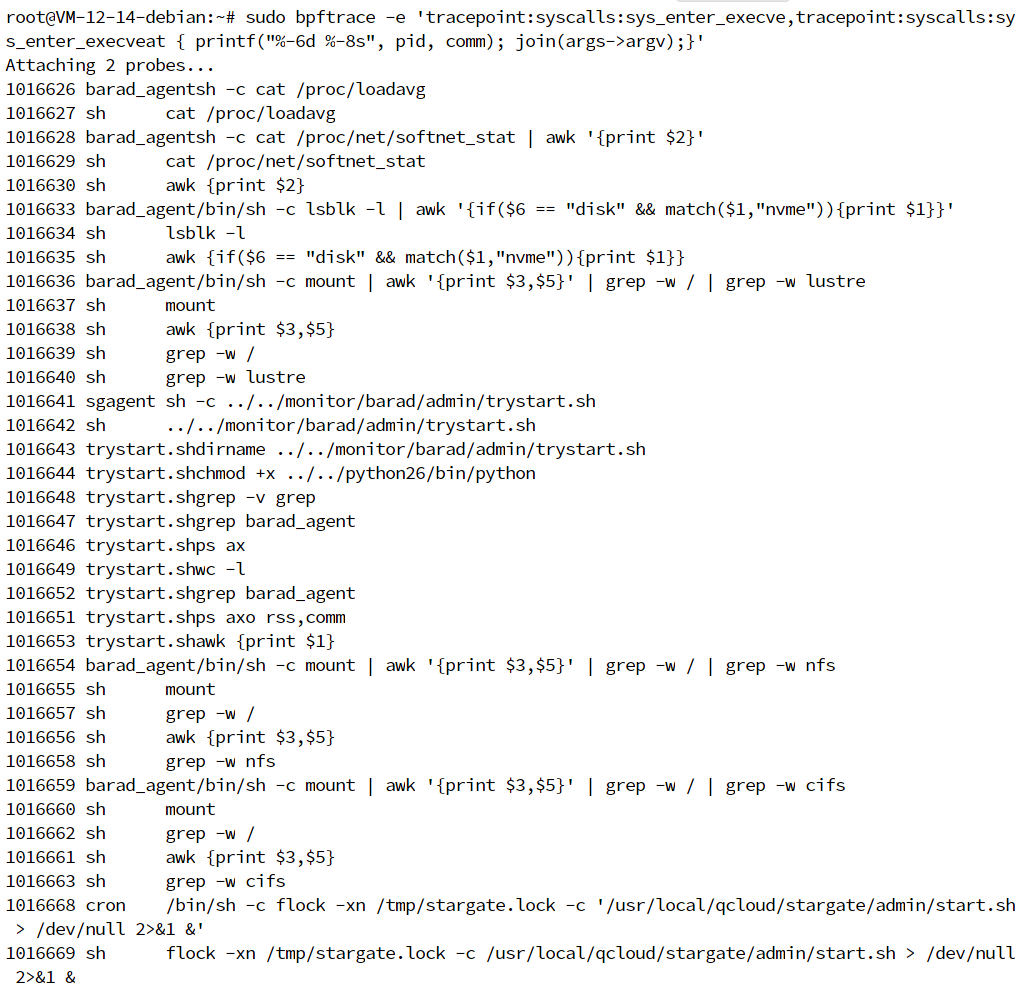 root@VM-12-14-debian:~# sudo bpftrace -e 'tracepoint:syscalls:sys_enter_execve,tracepoint:syscalls:sy
s_enter_execveat { printf("%-6d %-8s", pid, comm); join(args->argv);}'
Attaching 2 probes...
1016626 barad_agentsh -c cat /proc/loadavg
1016627 sh      cat /proc/loadavg
1016628 barad_agentsh -c cat /proc/net/softnet_stat | awk '{print $2}'
1016629 sh      cat /proc/net/softnet_stat
1016630 sh      awk {print $2}
1016633 barad_agent/bin/sh -c lsblk -l | awk '{if($6 == "disk" && match($1,"nvme")){print $1}}'
1016634 sh      lsblk -l
1016635 sh      awk {if($6 == "disk" && match($1,"nvme")){print $1}}
1016636 barad_agent/bin/sh -c mount | awk '{print $3,$5}' | grep -w / | grep -w lustre
1016637 sh      mount
1016638 sh      awk {print $3,$5}
1016639 sh      grep -w /
1016640 sh      grep -w lustre
1016641 sgagent sh -c ../../monitor/barad/admin/trystart.sh
1016642 sh      ../../monitor/barad/admin/trystart.sh
1016643 trystart.shdirname ../../monitor/barad/admin/trystart.sh
1016644 trystart.shchmod +x ../../python26/bin/python
1016648 trystart.shgrep -v grep
1016647 trystart.shgrep barad_agent
1016646 trystart.shps ax
1016649 trystart.shwc -l
1016652 trystart.shgrep barad_agent
1016651 trystart.shps axo rss,comm
1016653 trystart.shawk {print $1}
1016654 barad_agent/bin/sh -c mount | awk '{print $3,$5}' | grep -w / | grep -w nfs
1016655 sh      mount
1016657 sh      grep -w /
1016656 sh      awk {print $3,$5}
1016658 sh      grep -w nfs
1016659 barad_agent/bin/sh -c mount | awk '{print $3,$5}' | grep -w / | grep -w cifs
1016660 sh      mount
1016662 sh      grep -w /
1016661 sh      awk {print $3,$5}
1016663 sh      grep -w cifs
1016668 cron    /bin/sh -c flock -xn /tmp/stargate.lock -c '/usr/local/qcloud/stargate/admin/start.sh
 > /dev/null 2>&1 &'
1016669 sh      flock -xn /tmp/stargate.lock -c /usr/local/qcloud/stargate/admin/start.sh > /dev/null
 2>&1 &